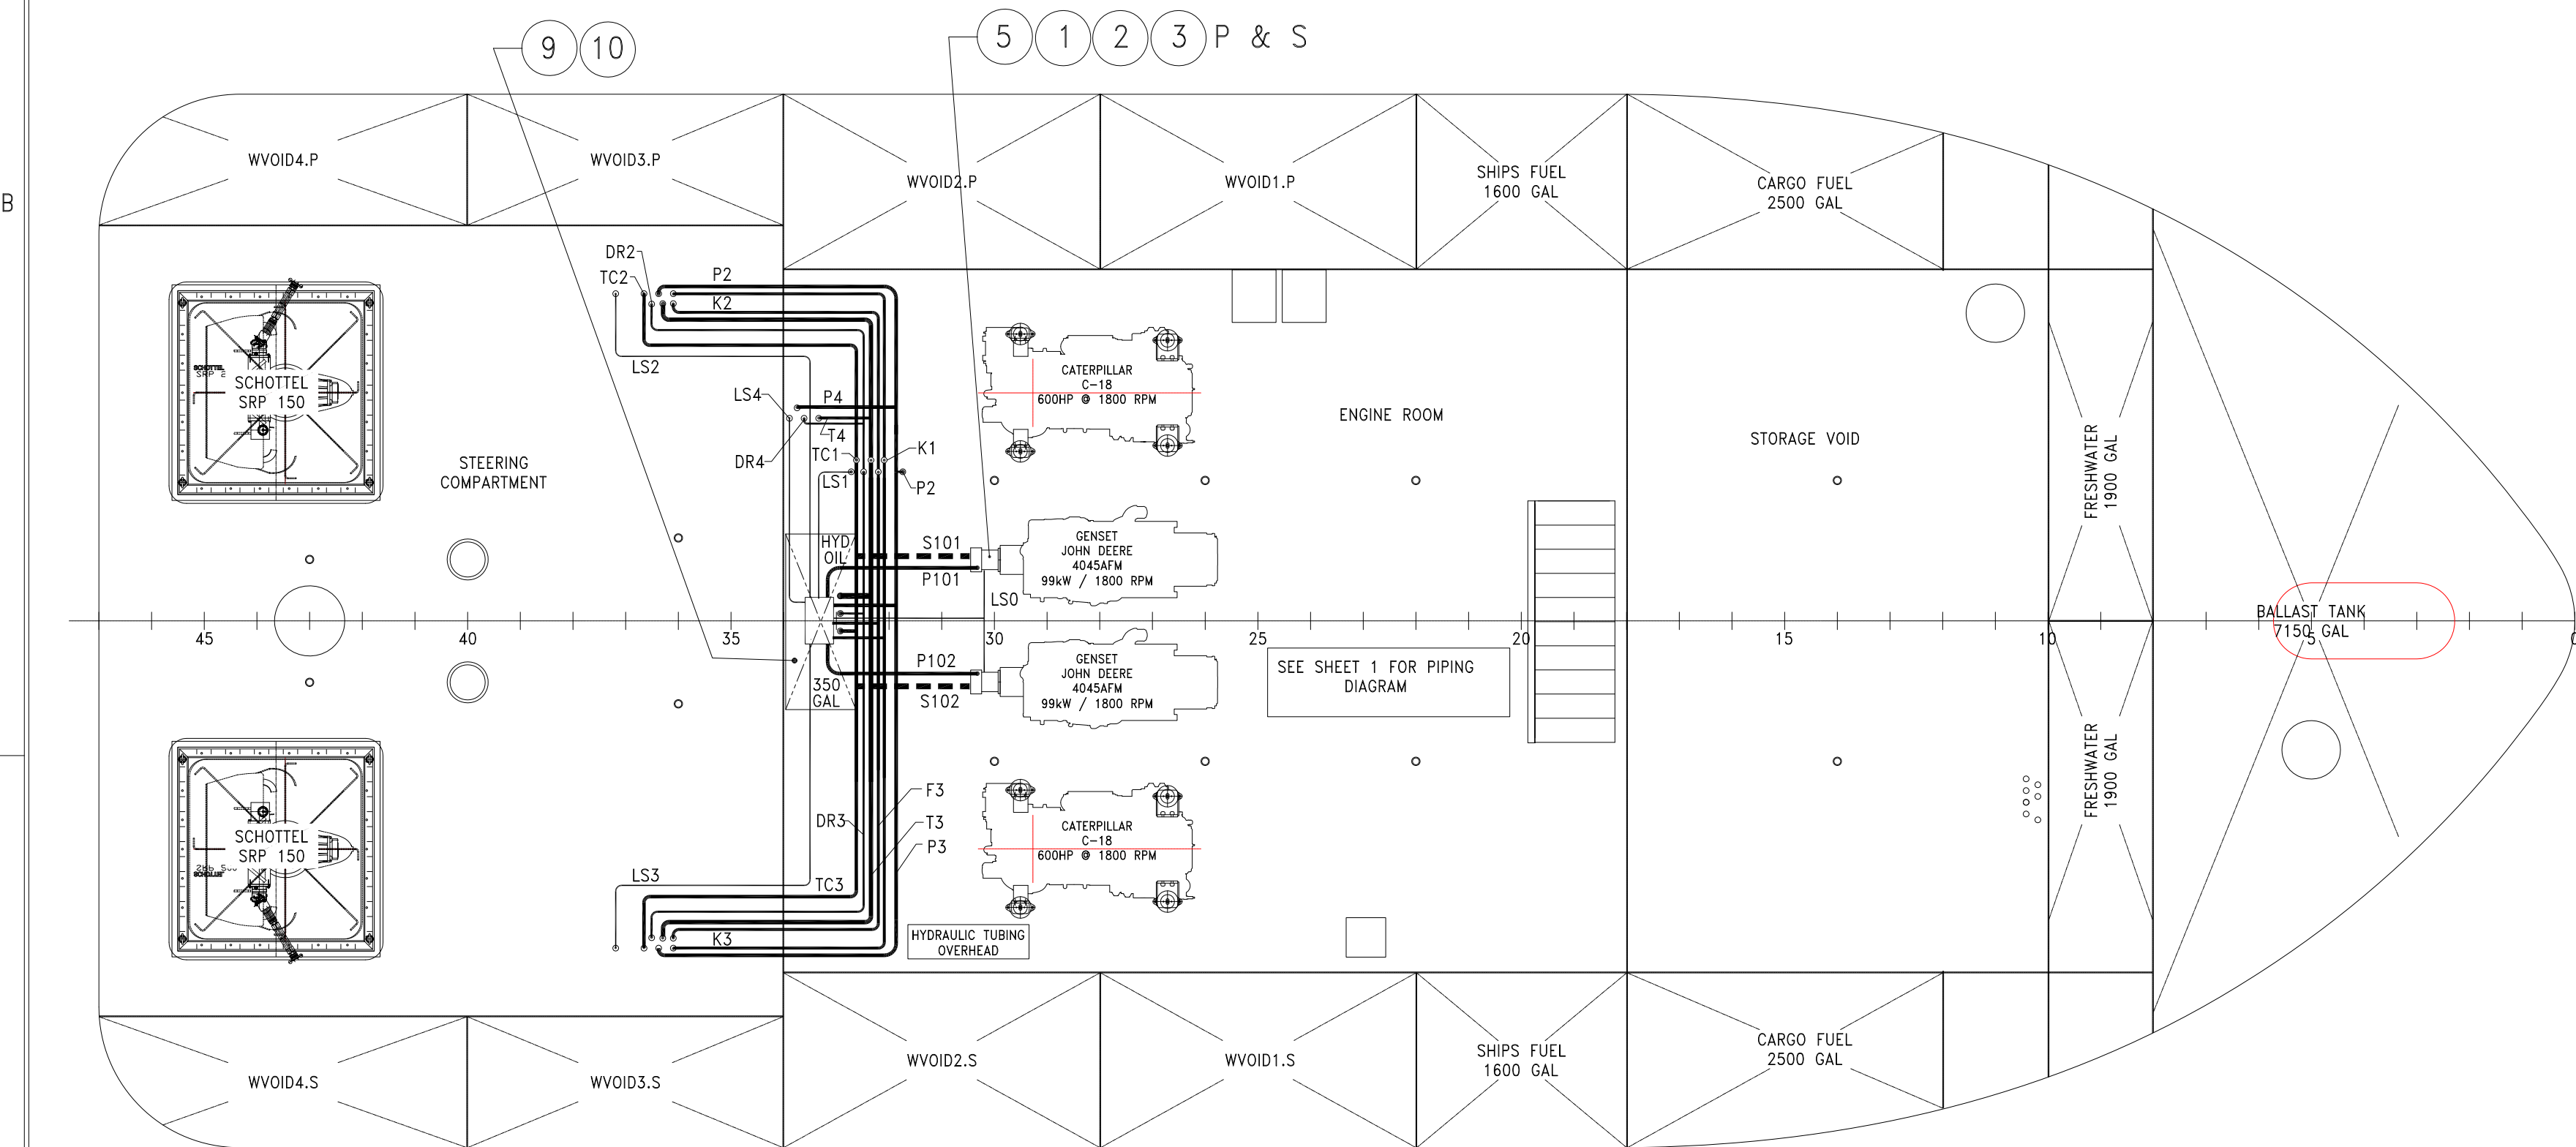 9 10
5 1 2 3 P & S
B
WVOID4.P
WVOID3.P
WVOID2.P
WVOID1.P
SHIPS FUEL
1600 GAL
CARGO FUEL
2500 GAL
DR2
TC2
P2
K2
LS2
LS4
P4
T4
DR4
TC1
K1
LS1
P2
SCHOTTEL
SRP 150
STEERING
COMPARTMENT
CATERPILLAR
C-18
600HP @ 1800 RPM
ENGINE ROOM
STORAGE VOID
FRESHWATER
1900 GAL
HYD
OIL
S101
P101
GENSET
JOHN DEERE
4045AFM
99kW / 1800 RPM
LS0
BALLAST TANK
7150 GAL
45 40 35 30 25 20 15 10 5 0
P102
S102
350
GAL
GENSET
JOHN DEERE
4045AFM
99kW / 1800 RPM
SEE SHEET 1 FOR PIPING
DIAGRAM
FRESHWATER
1900 GAL
SCHOTTEL
SRP 150
F3
DR3
T3
P3
LS3
TC3
K3
CATERPILLAR
C-18
600HP @ 1800 RPM
HYDRAULIC TUBING
OVERHEAD
WVOID4.S
WVOID3.S
WVOID2.S
WVOID1.S
SHIPS FUEL
1600 GAL
CARGO FUEL
2500 GAL